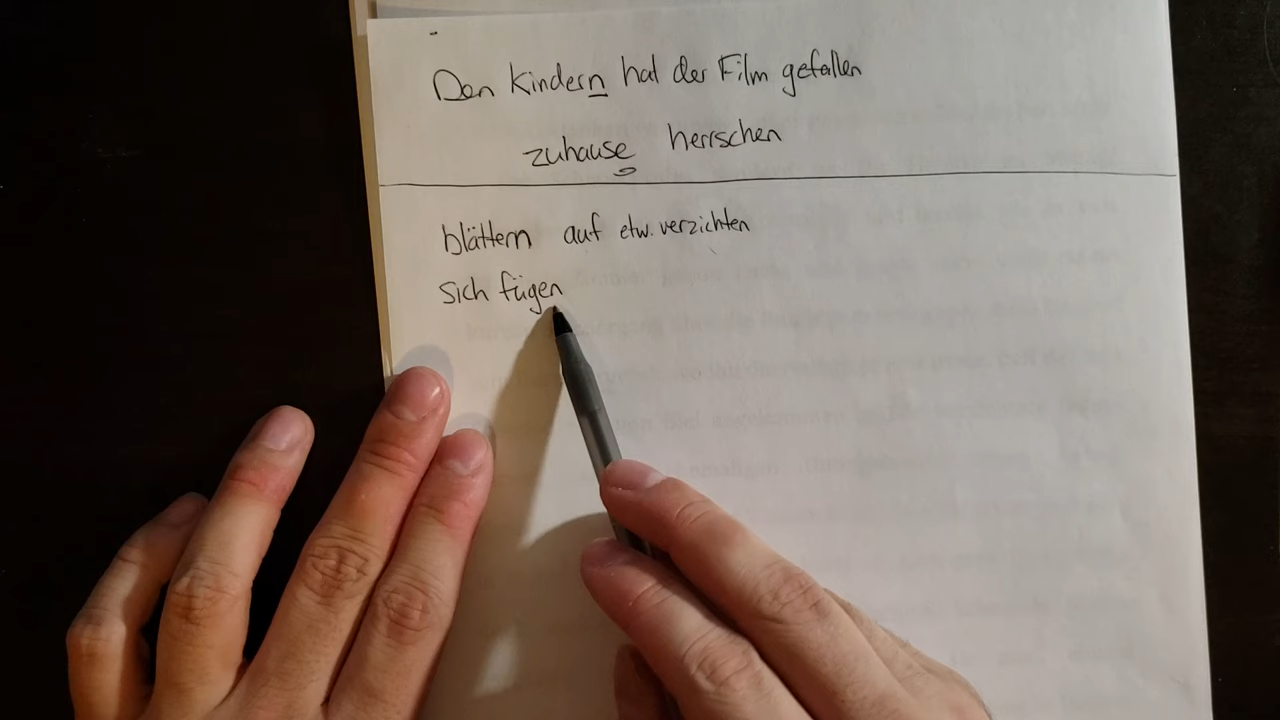 Den Kindern hat der Film gefallen
zuhause herrschen
blättern auf etw. verzichten
sich fügen